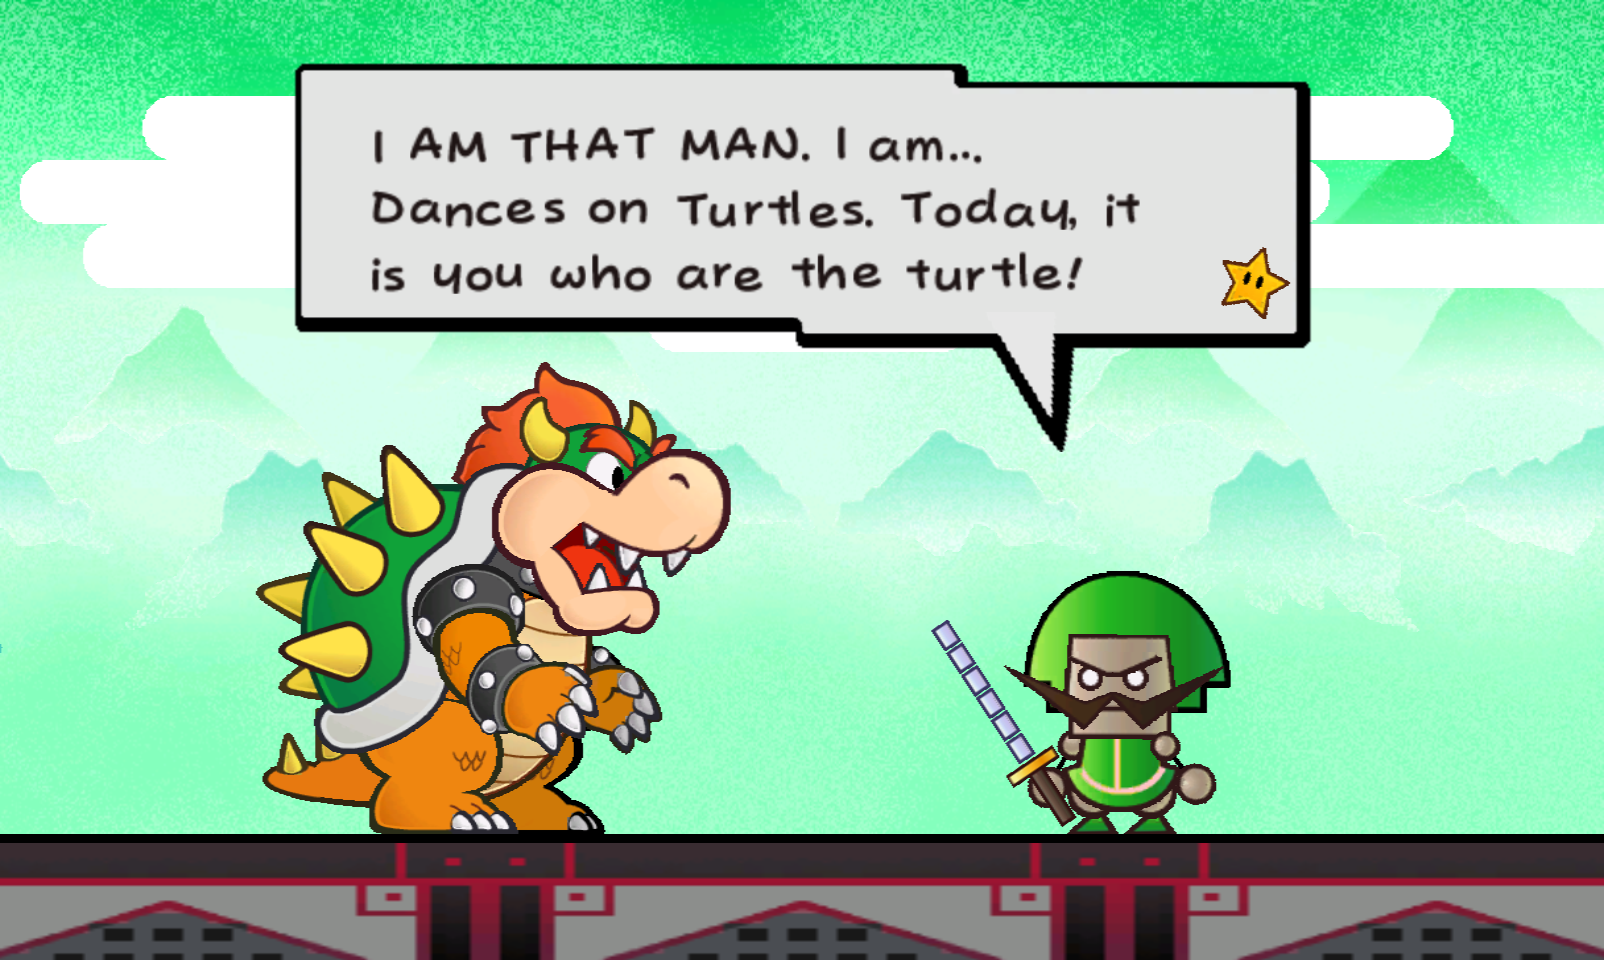 I AM THAT MAN. I am...
Dances on Turtles. Today, it
is you who are the turtle!